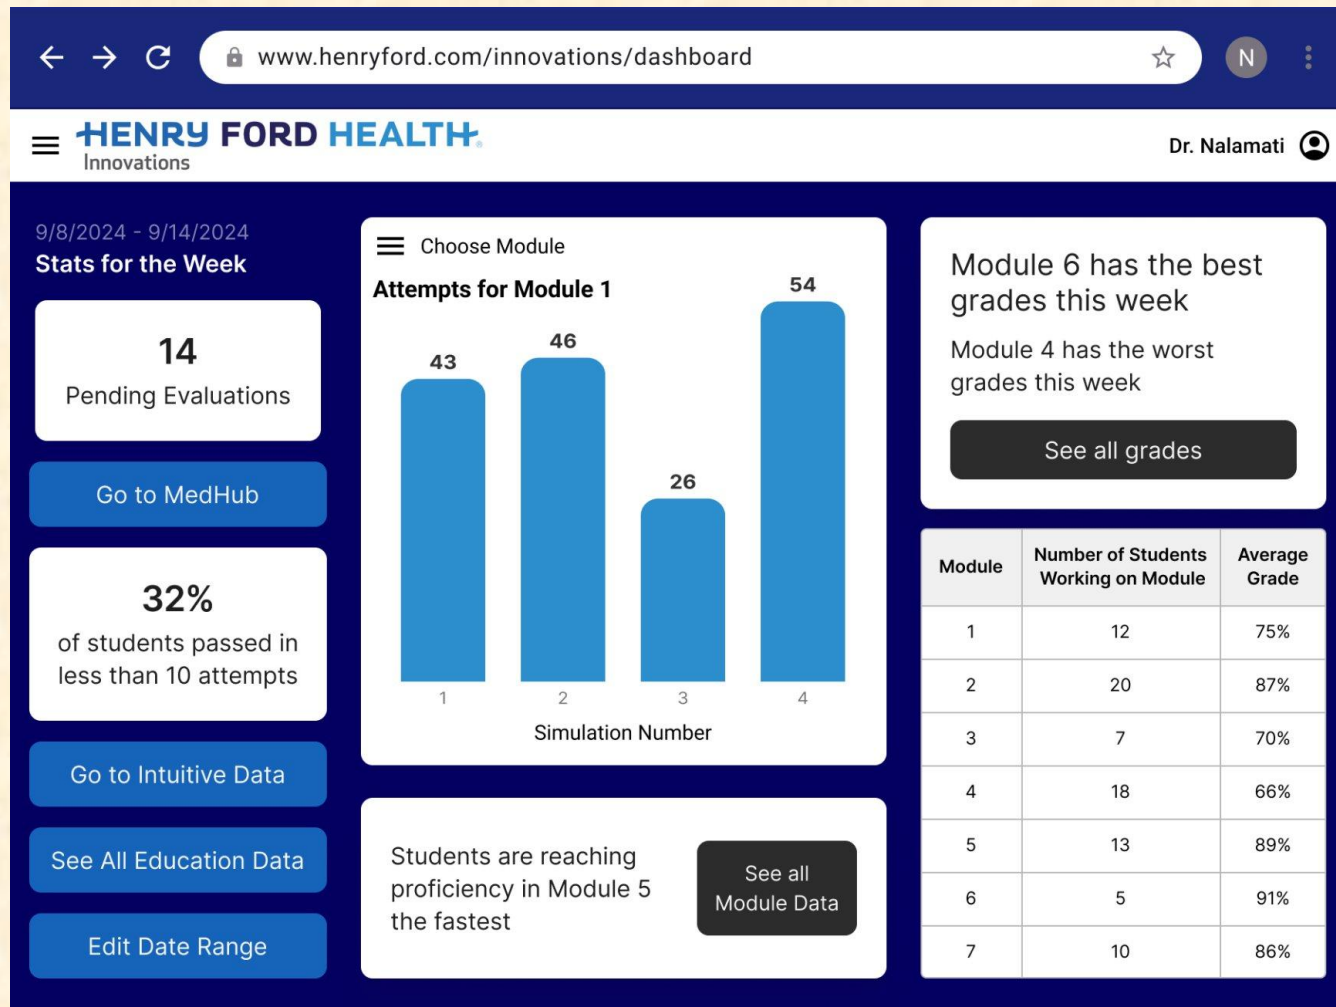 www.henryford.com/innovations/dashboard
N
HENRY FORD HEALTH®
Innovations
Dr. Nalamati
9/8/2024 - 9/14/2024
Stats for the Week
14
Pending Evaluations
Go to MedHub
32%
of students passed in
less than 10 attempts
Go to Intuitive Data
See All Education Data
Edit Date Range
Choose Module
Attempts for Module 1
43
46
26
54
1 2 3 4
Simulation Number
Students are reaching
proficiency in Module 5
the fastest
See all
Module Data
Module 6 has the best
grades this week
Module 4 has the worst
grades this week
See all grades
Module | Number of Students Working on Module | Average Grade
1 12 75%
2 20 87%
3 7 70%
4 18 66%
5 13 89%
6 5 91%
7 10 86%